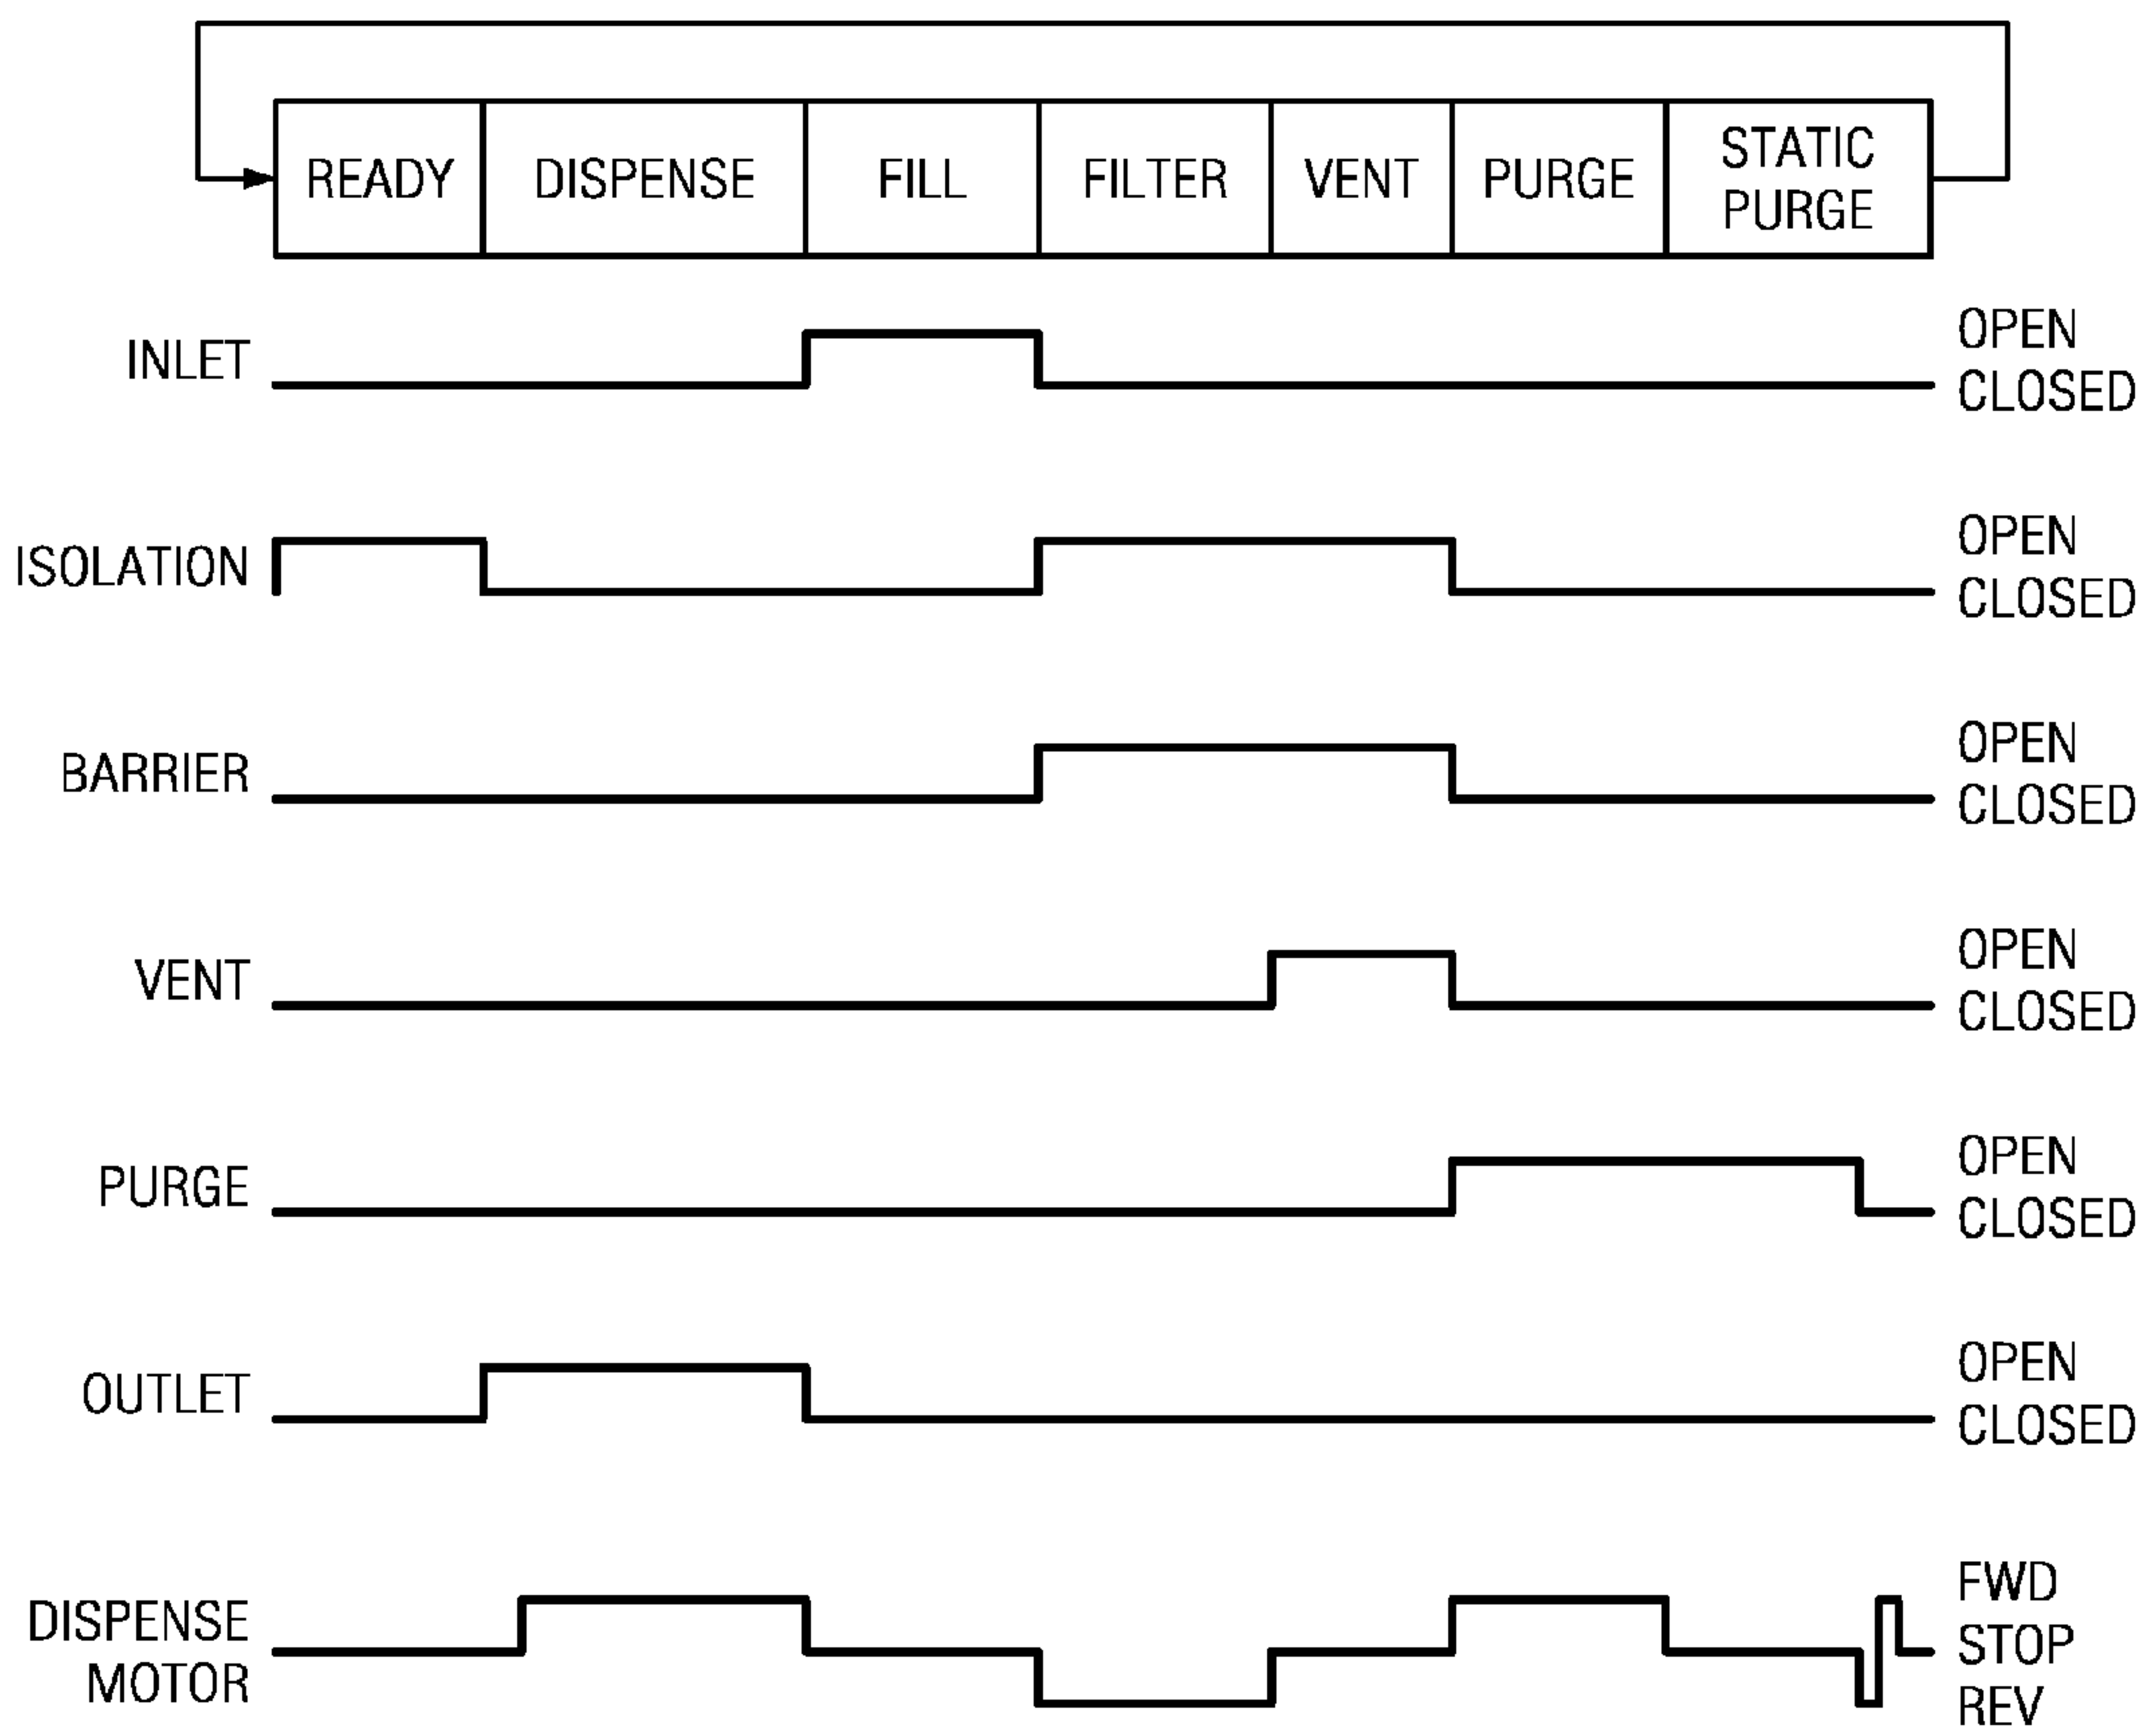 READY
DISPENSE
FILL
FILTER
VENT
PURGE
STATIC
PURGE
INLET
OPEN
CLOSED
ISOLATION
OPEN
CLOSED
BARRIER
OPEN
CLOSED
VENT
OPEN
CLOSED
PURGE
OPEN
CLOSED
OUTLET
OPEN
CLOSED
DISPENSE
MOTOR
FWD
STOP
REV